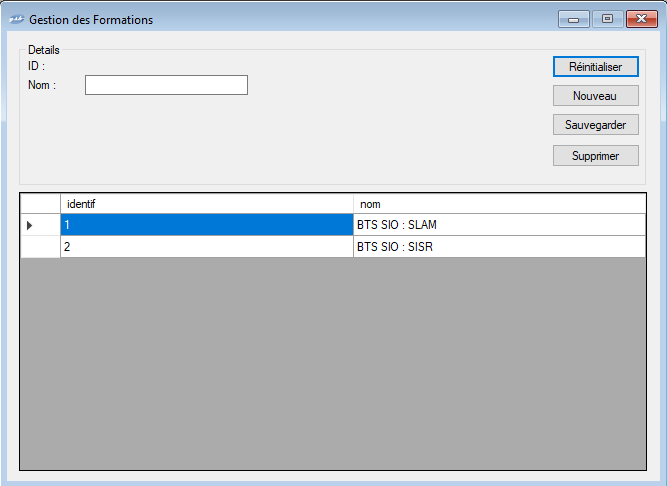 Gestion des Formations
Details
ID :
Nom :
Réinitialiser
Nouveau
Sauvegarder
Supprimer
identif nom
1 BTS SIO : SLAM
2 BTS SIO : SISR